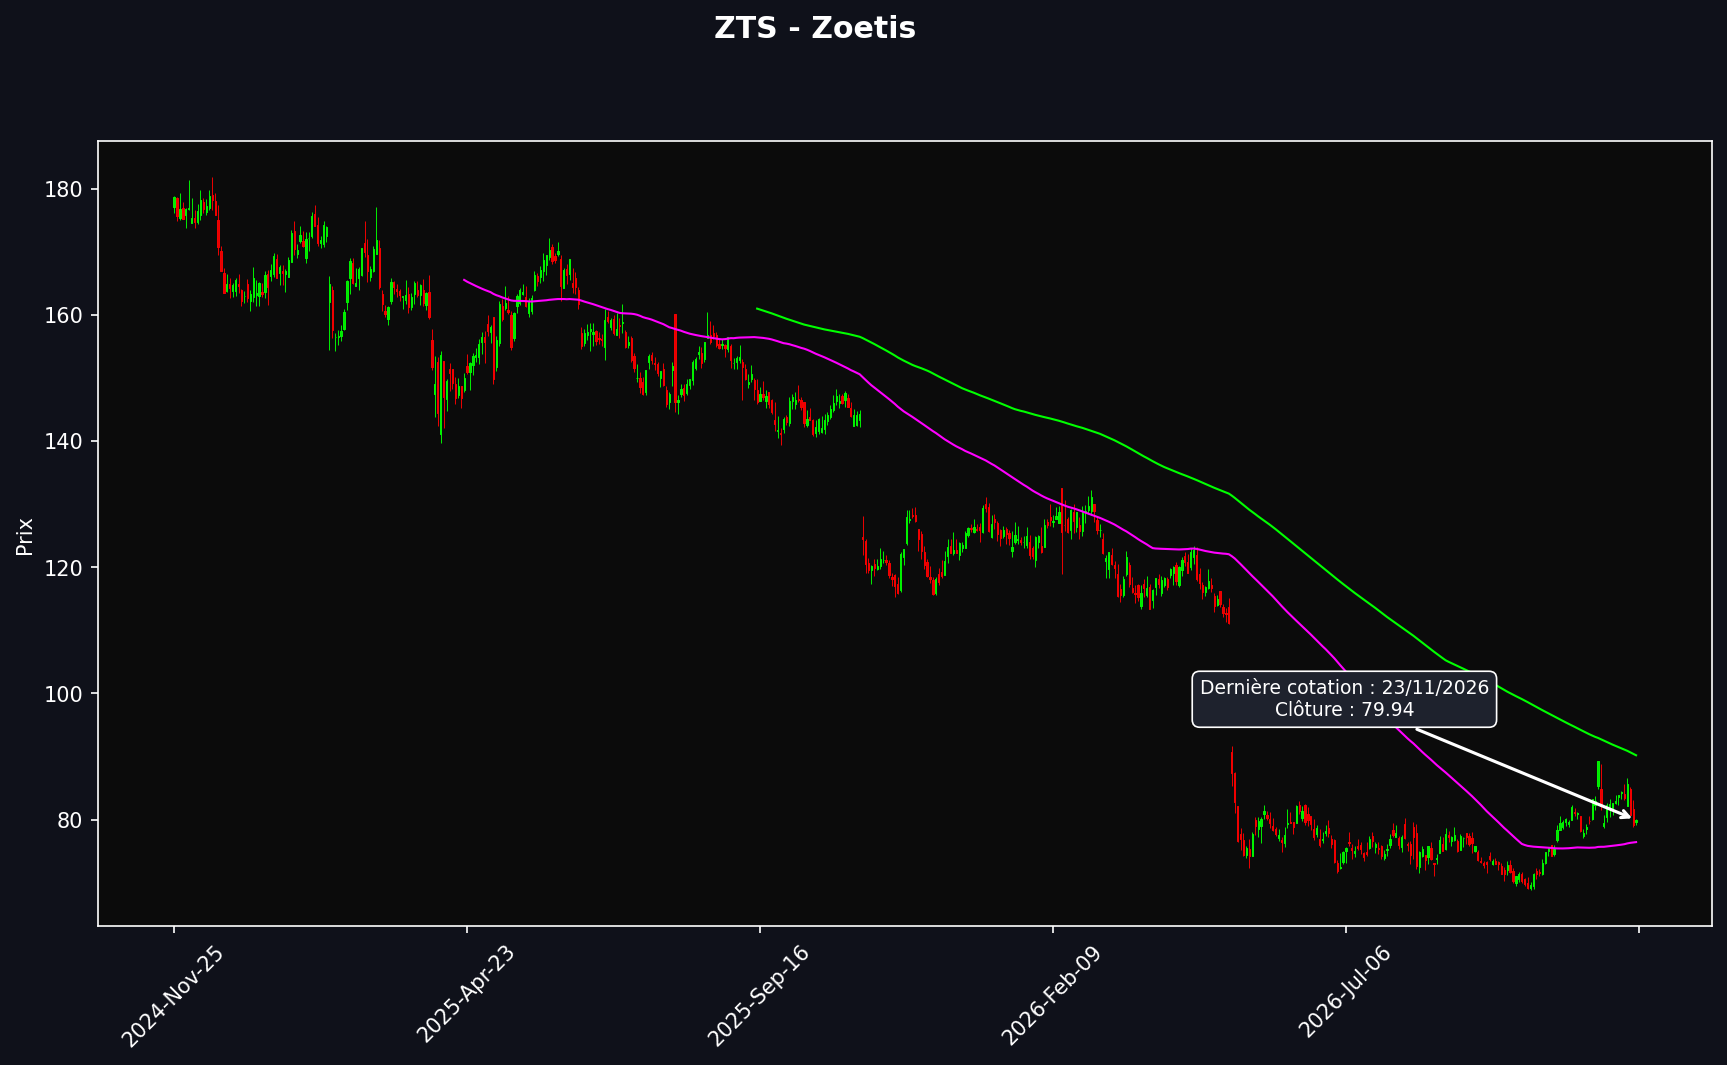 ZTS - Zoetis
Prix
180
160
140
120
100
80
Dernière cotation : 23/11/2026
Clôture : 79.94
2024-Nov-25
2025-Apr-23
2025-Sep-16
2026-Feb-09
2026-Jul-06